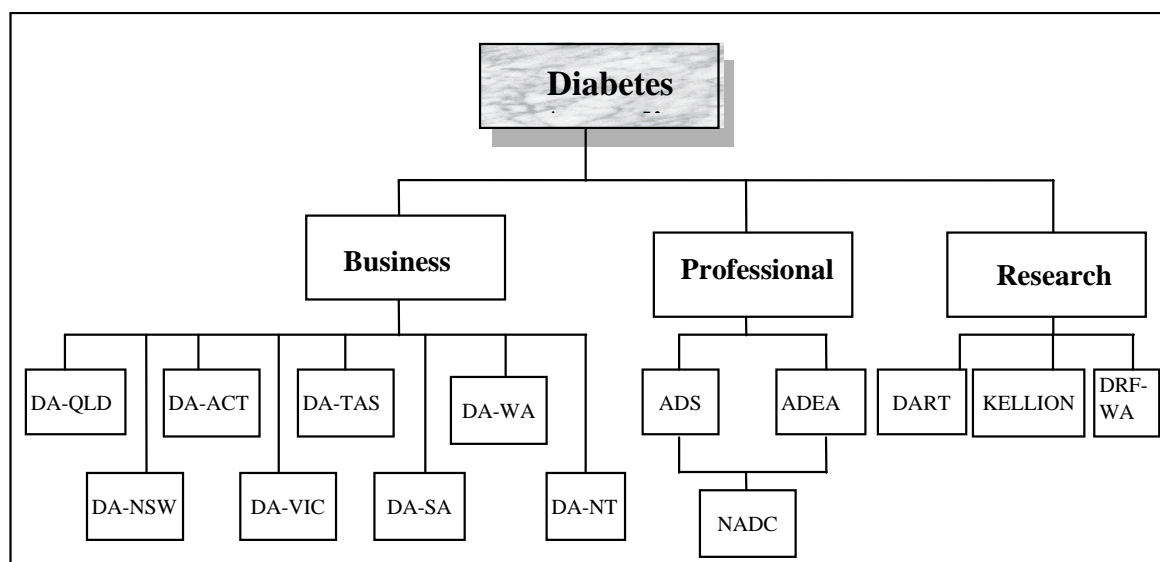 Diabetes
Business
Professional
Research
DA-QLD
DA-ACT
DA-TAS
DA-WA
ADS
ADEA
DART
KELLION
DRF-
WA
DA-NSW
DA-VIC
DA-SA
DA-NT
NADC